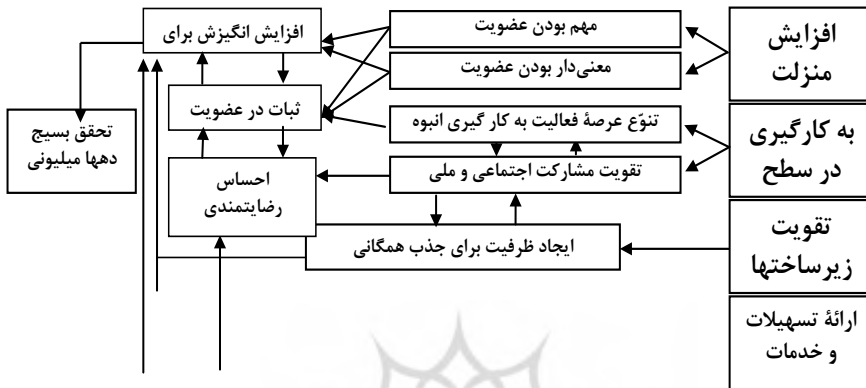 افزایش
منزلت
به کارگیری
در سطح
تقویت
زیرساختها
ارائهٔ تسهیلات
و خدمات
مهم بودن عضویت
معنی‌دار بودن عضویت
تنوّع عرصهٔ فعالیت به کار گیری انبوه
تقویت مشارکت اجتماعی و ملی
ایجاد ظرفیت برای جذب همگانی
افزایش انگیزش برای
ثبات در عضویت
احساس
رضایتمندی
تحقق بسیج
دهها میلیونی